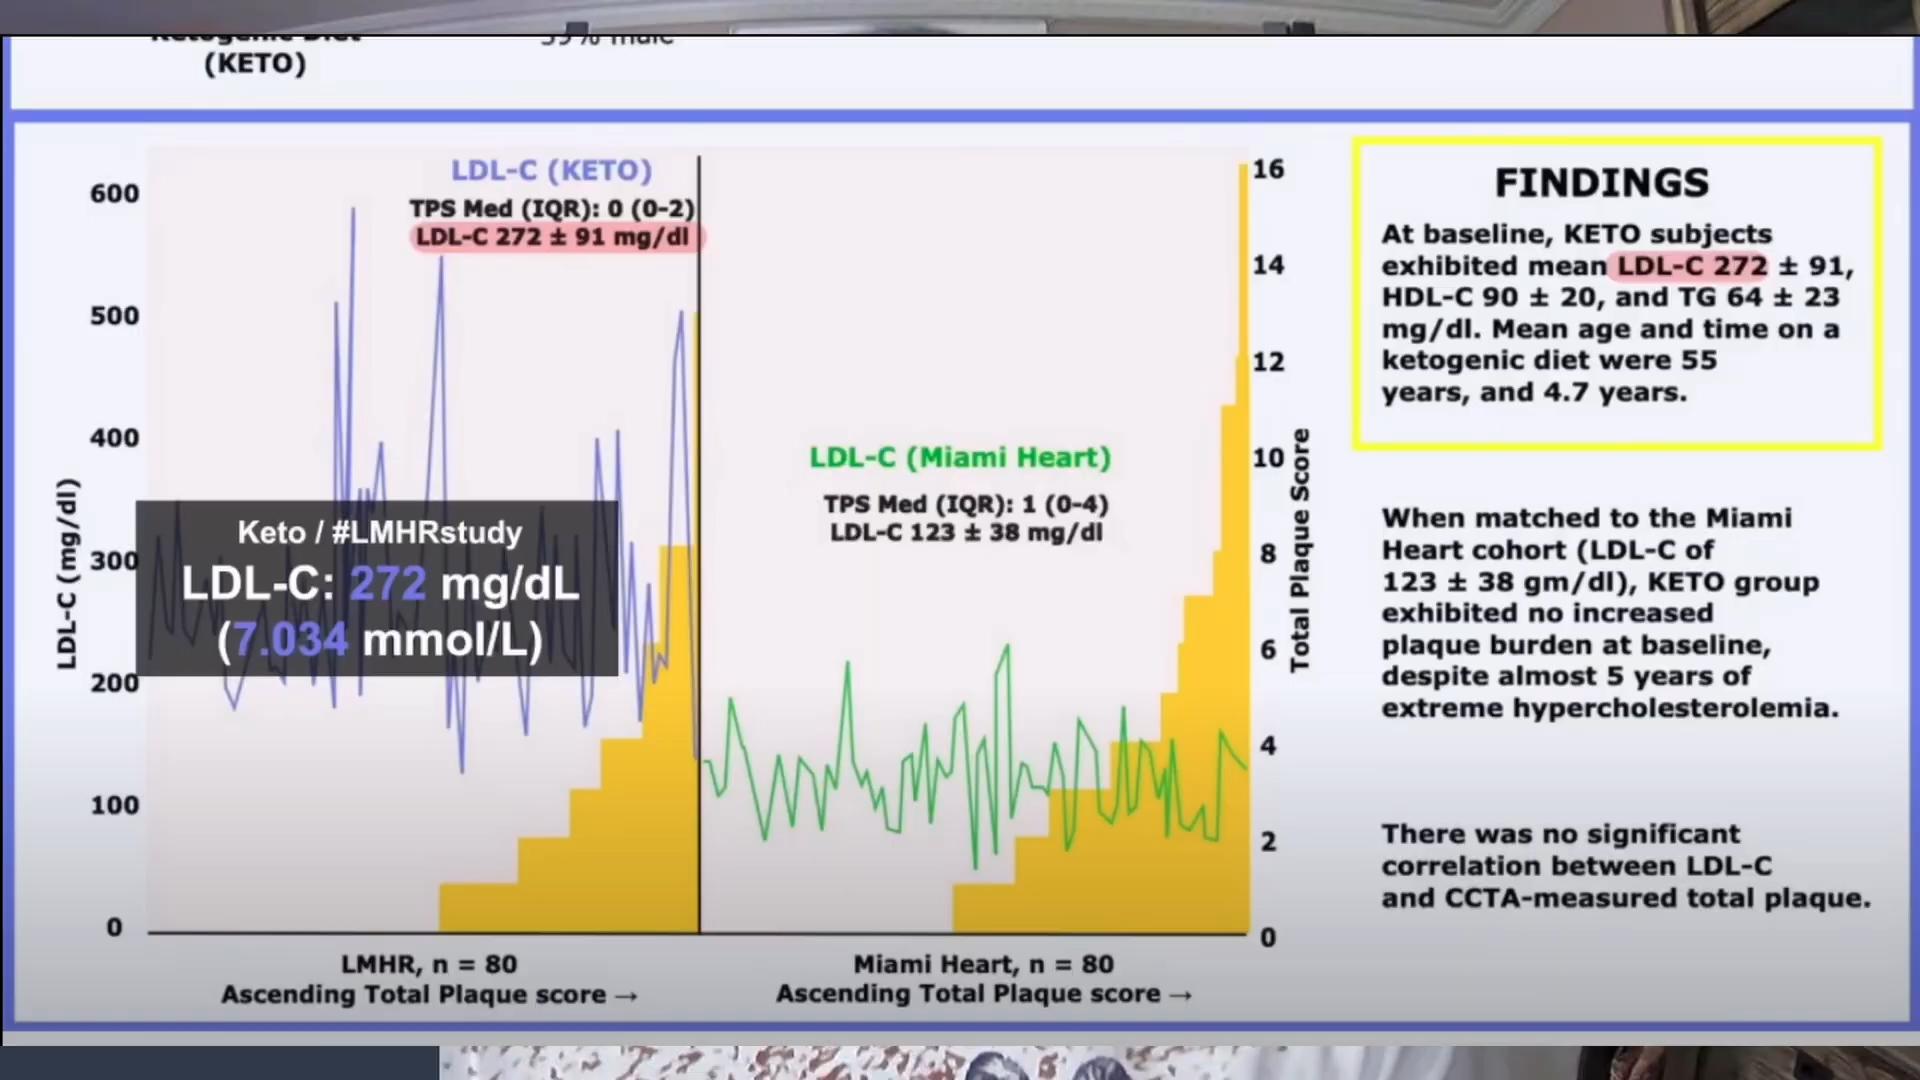 Ketogenic Diet
(KETO)
59% male
LDL-C (KETO)
TPS Med (IQR): 0 (0-2)
LDL-C 272 ± 91 mg/dl
600
500
400
300
200
100
0
LDL-C (mg/dl)
Keto / #LMHRstudy
LDL-C: 272 mg/dL
(7.034 mmol/L)
LDL-C (Miami Heart)
TPS Med (IQR): 1 (0-4)
LDL-C 123 ± 38 mg/dl
16
14
12
10
8
6
4
2
0
Total Plaque Score
LMHR, n = 80
Ascending Total Plaque score →
Miami Heart, n = 80
Ascending Total Plaque score →
FINDINGS
At baseline, KETO subjects
exhibited mean LDL-C 272 ± 91,
HDL-C 90 ± 20, and TG 64 ± 23
mg/dl. Mean age and time on a
ketogenic diet were 55
years, and 4.7 years.
When matched to the Miami
Heart cohort (LDL-C of
123 ± 38 gm/dl), KETO group
exhibited no increased
plaque burden at baseline,
despite almost 5 years of
extreme hypercholesterolemia.
There was no significant
correlation between LDL-C
and CCTA-measured total plaque.